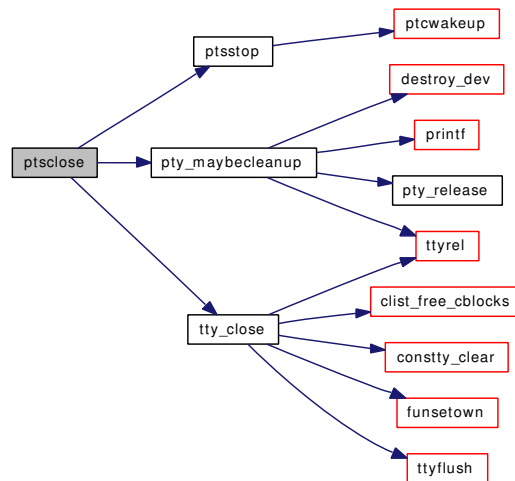 ptsclose
ptsstop
pty_maybecleanup
tty_close
ptcwakeup
destroy_dev
printf
pty_release
ttyrel
clist_free_cblocks
constty_clear
funsetown
ttyflush